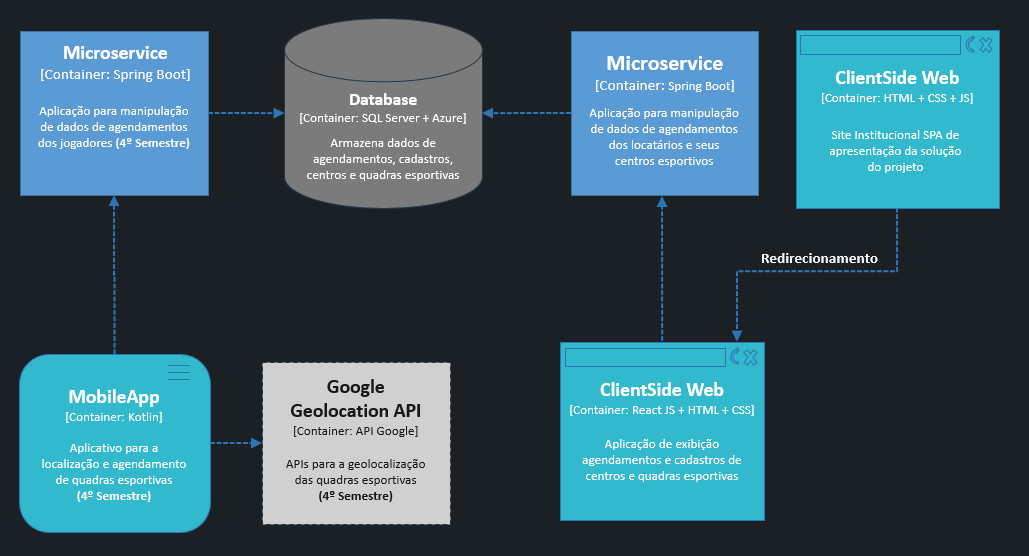 Microservice
[Container: Spring Boot]
Aplicação para manipulação
de dados de agendamentos
dos jogadores (4º Semestre)
Database
[Container: SQL Server + Azure]
Armazena dados de
agendamentos, cadastros,
centros e quadras esportivas
Microservice
[Container: Spring Boot]
Aplicação para manipulação
de dados de agendamentos
dos locatários e seus
centros esportivos
ClientSide Web
[Container: HTML + CSS + JS]
Site Institucional SPA de
apresentação da solução
do projeto
Redirecionamento
MobileApp
[Container: Kotlin]
Aplicativo para a
localização e agendamento
de quadras esportivas
(4º Semestre)
Google
Geolocation API
[Container: API Google]
APIs para a geolocalização
das quadras esportivas
(4º Semestre)
ClientSide Web
[Container: React JS + HTML + CSS]
Aplicação de exibição
agendamentos e cadastros de
centros e quadras esportivas